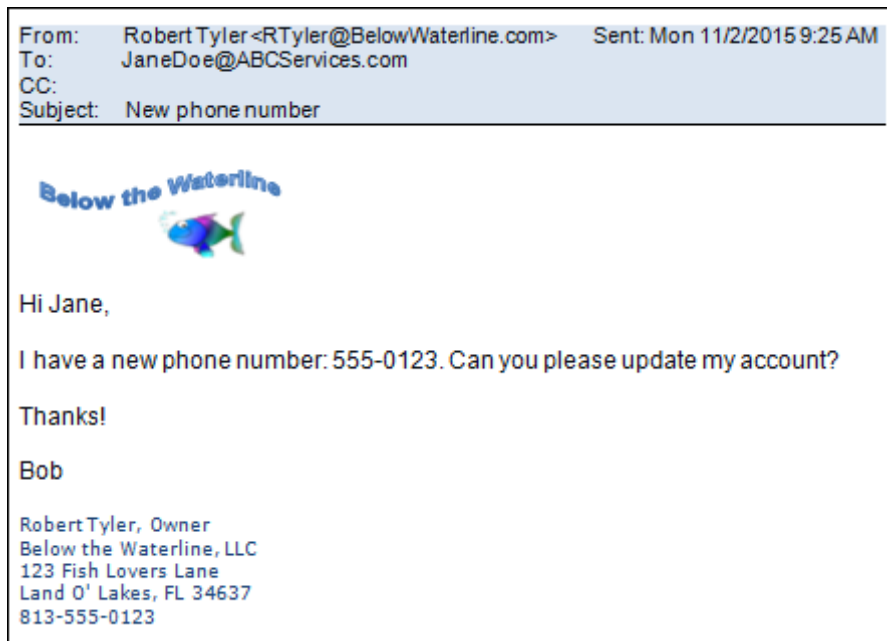 From: Robert Tyler <RTyler@BelowWaterline.com> Sent: Mon 11/2/2015 9:25 AM
To: JaneDoe@ABCServices.com
CC:
Subject: New phone number
Below the Waterline
Hi Jane,
I have a new phone number: 555-0123. Can you please update my account?
Thanks!
Bob
Robert Tyler, Owner
Below the Waterline, LLC
123 Fish Lovers Lane
Land O' Lakes, FL 34637
813-555-0123